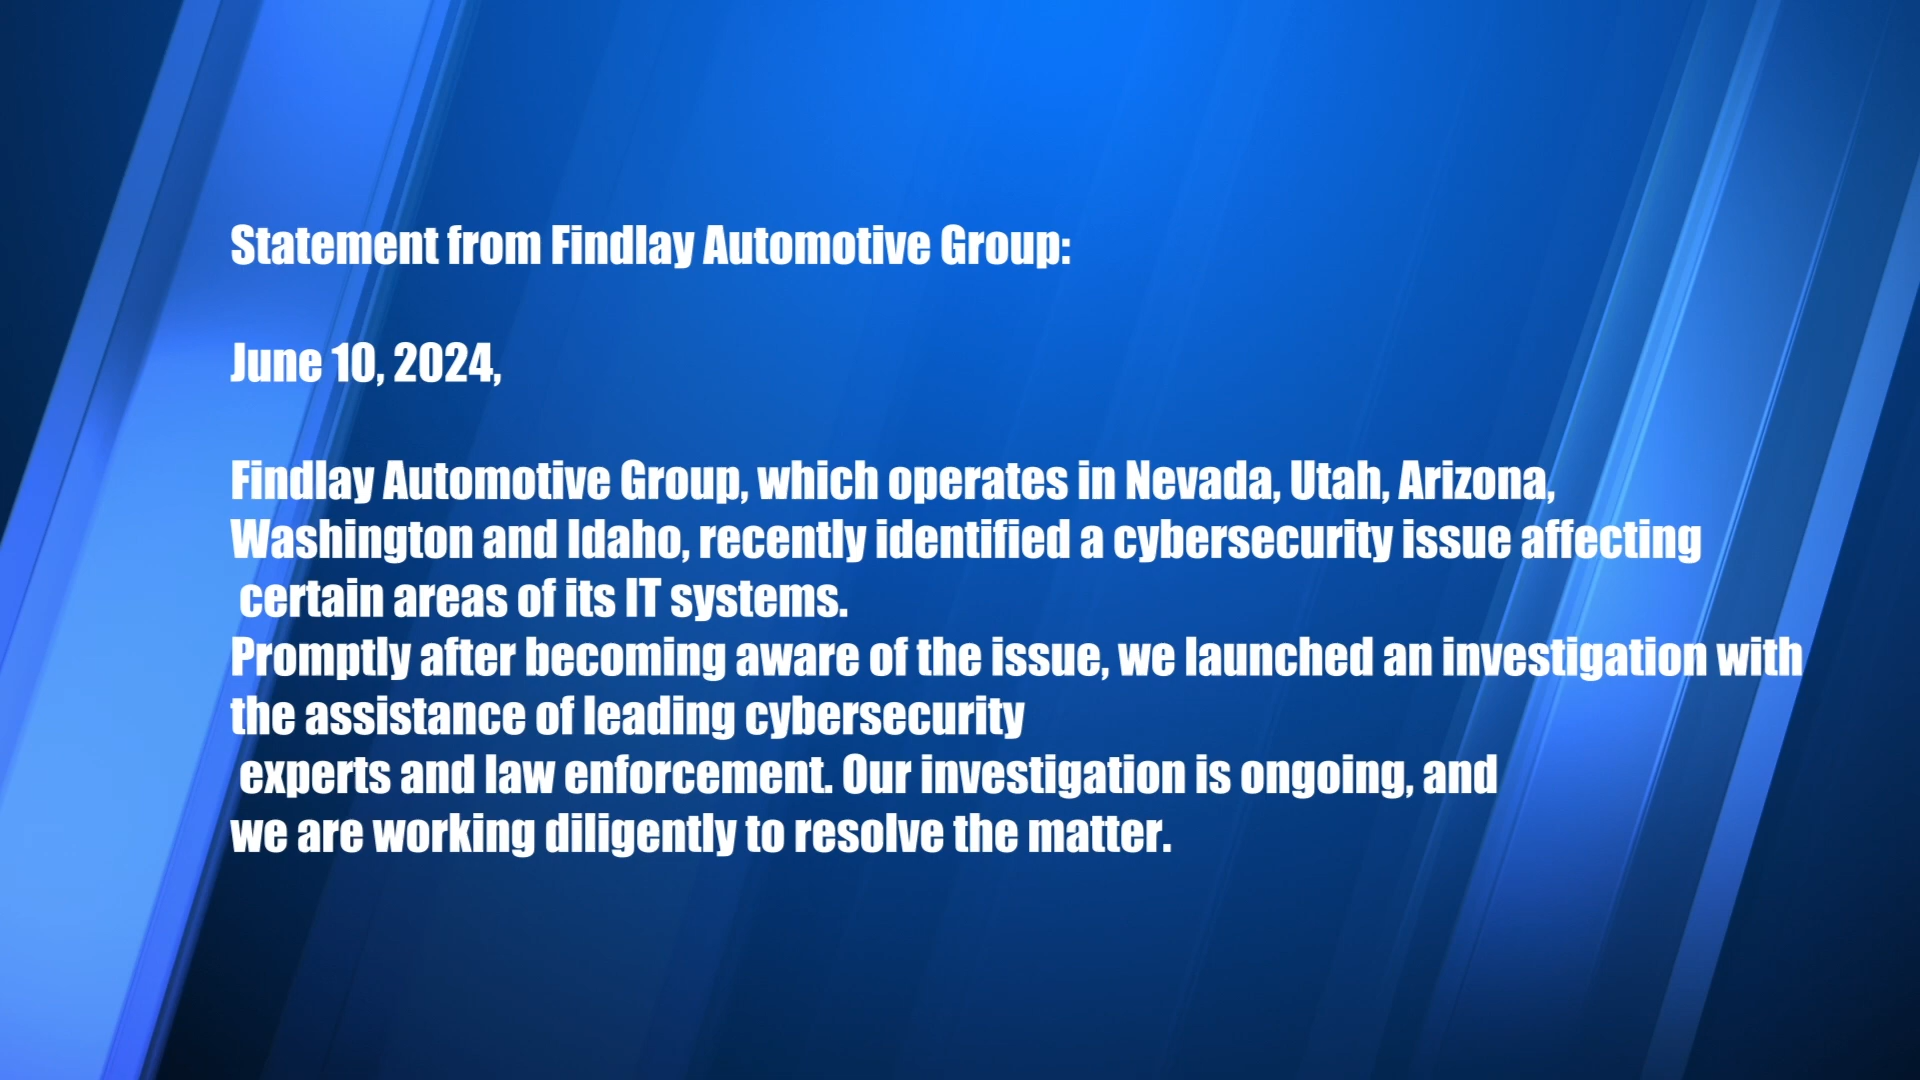 Statement from Findlay Automotive Group:
June 10, 2024,
Findlay Automotive Group, which operates in Nevada, Utah, Arizona,
Washington and Idaho, recently identified a cybersecurity issue affecting
certain areas of its IT systems.
Promptly after becoming aware of the issue, we launched an investigation with
the assistance of leading cybersecurity
experts and law enforcement. Our investigation is ongoing, and
we are working diligently to resolve the matter.